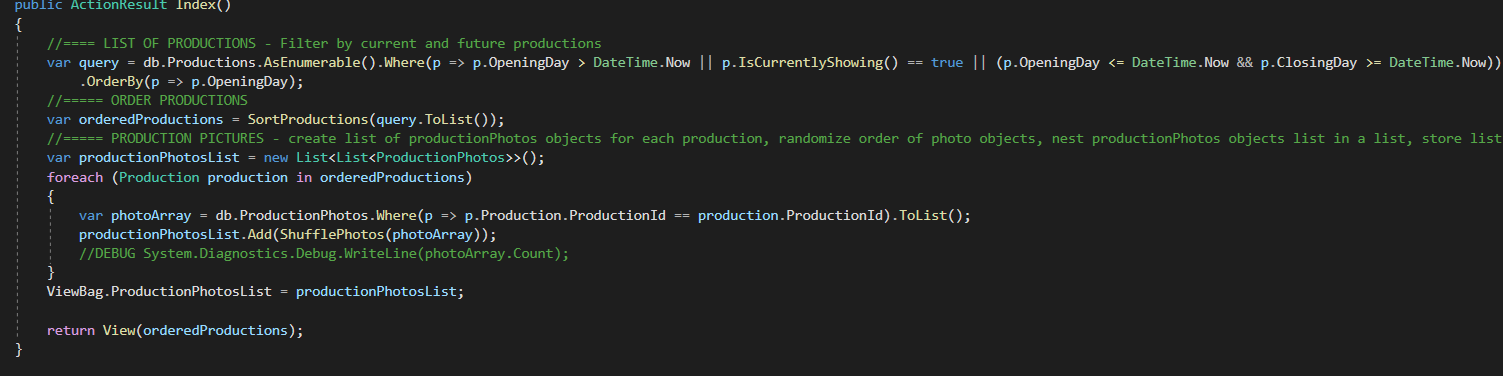 public ActionResult Index()
{
//==== LIST OF PRODUCTIONS - Filter by current and future productions
var query = db.Productions.AsEnumerable().Where(p => p.OpeningDay > DateTime.Now || p.IsCurrentlyShowing() == true || (p.OpeningDay <= DateTime.Now && p.ClosingDay >= DateTime.Now))
.OrderBy(p => p.OpeningDay);
//===== ORDER PRODUCTIONS
var orderedProductions = SortProductions(query.ToList());
//===== PRODUCTION PICTURES - create list of productionPhotos objects for each production, randomize order of photo objects, nest productionPhotos objects list in a list, store list
var productionPhotosList = new List<List<ProductionPhotos>>();
foreach (Production production in orderedProductions)
{
var photoArray = db.ProductionPhotos.Where(p => p.Production.ProductionId == production.ProductionId).ToList();
productionPhotosList.Add(ShufflePhotos(photoArray));
//DEBUG System.Diagnostics.Debug.WriteLine(photoArray.Count);
}
ViewBag.ProductionPhotosList = productionPhotosList;
return View(orderedProductions);
}